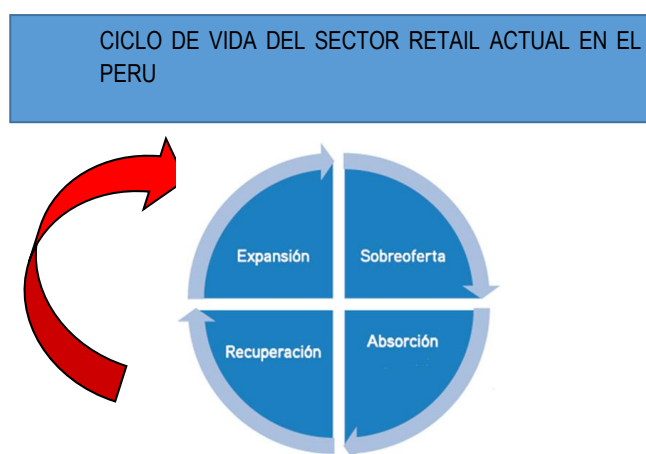 CICLO DE VIDA DEL SECTOR RETAIL ACTUAL EN EL
PERU
Expansión
Sobreoferta
Recuperación
Absorción